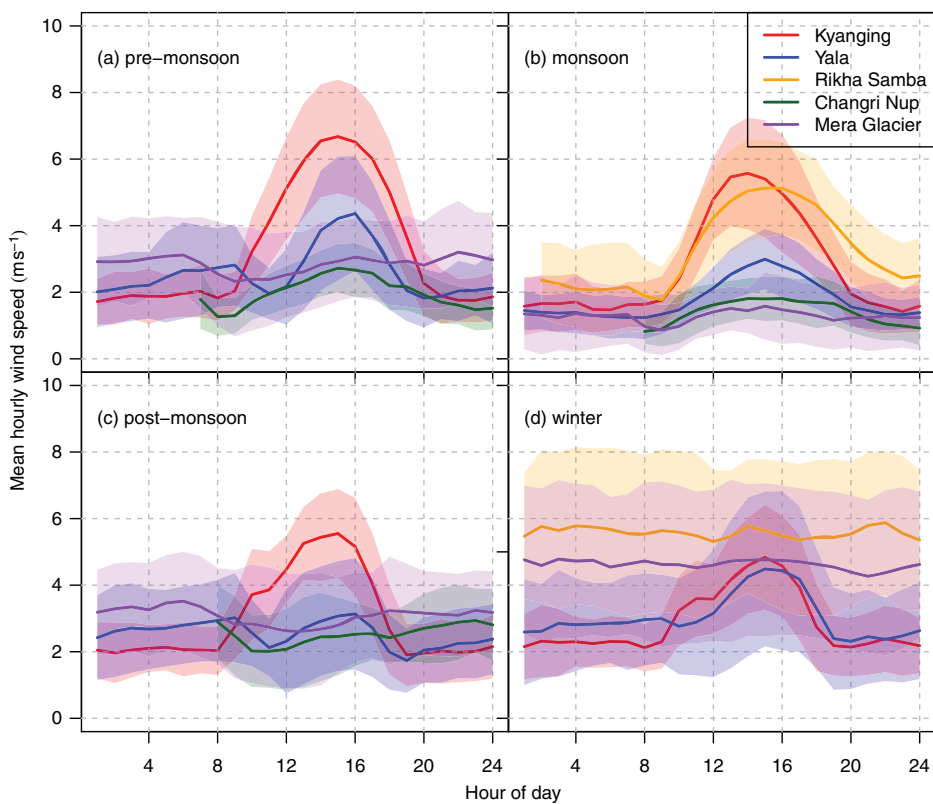 10
8
6
4
2
0
(a) pre−monsoon
(b) monsoon
Kyanging
Yala
Rikha Samba
Changri Nup
Mera Glacier
Mean hourly wind speed (ms⁻¹)
10
8
6
4
2
0
(c) post−monsoon
(d) winter
4 8 12 16 20 24 4 8 12 16 20 24
Hour of day